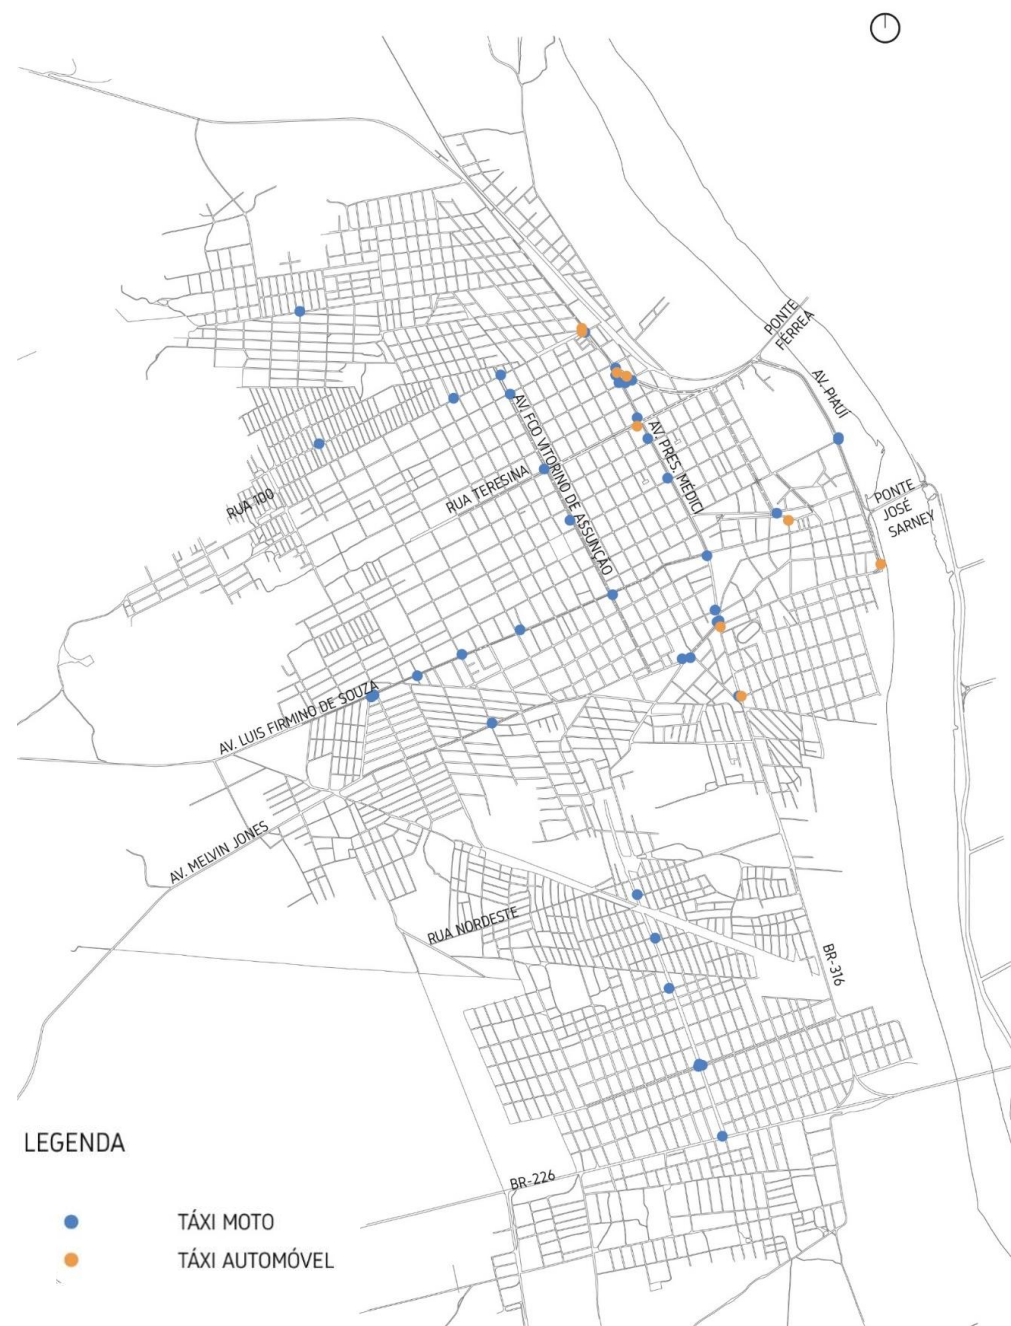 PONTE
FÉRREA
AV. PIAUÍ
AV. FCO VITORINO DE ASSUNÇÃO
AV. PRES. MÉDICI
RUA TERESINA
RUA 100
PONTE
JOSÉ
SARNEY
AV. LUIS FIRMINO DE SOUZA
AV. MELVIN JONES
RUA NORDESTE
BR-316
LEGENDA
BR-226
TÁXI MOTO
TÁXI AUTOMÓVEL